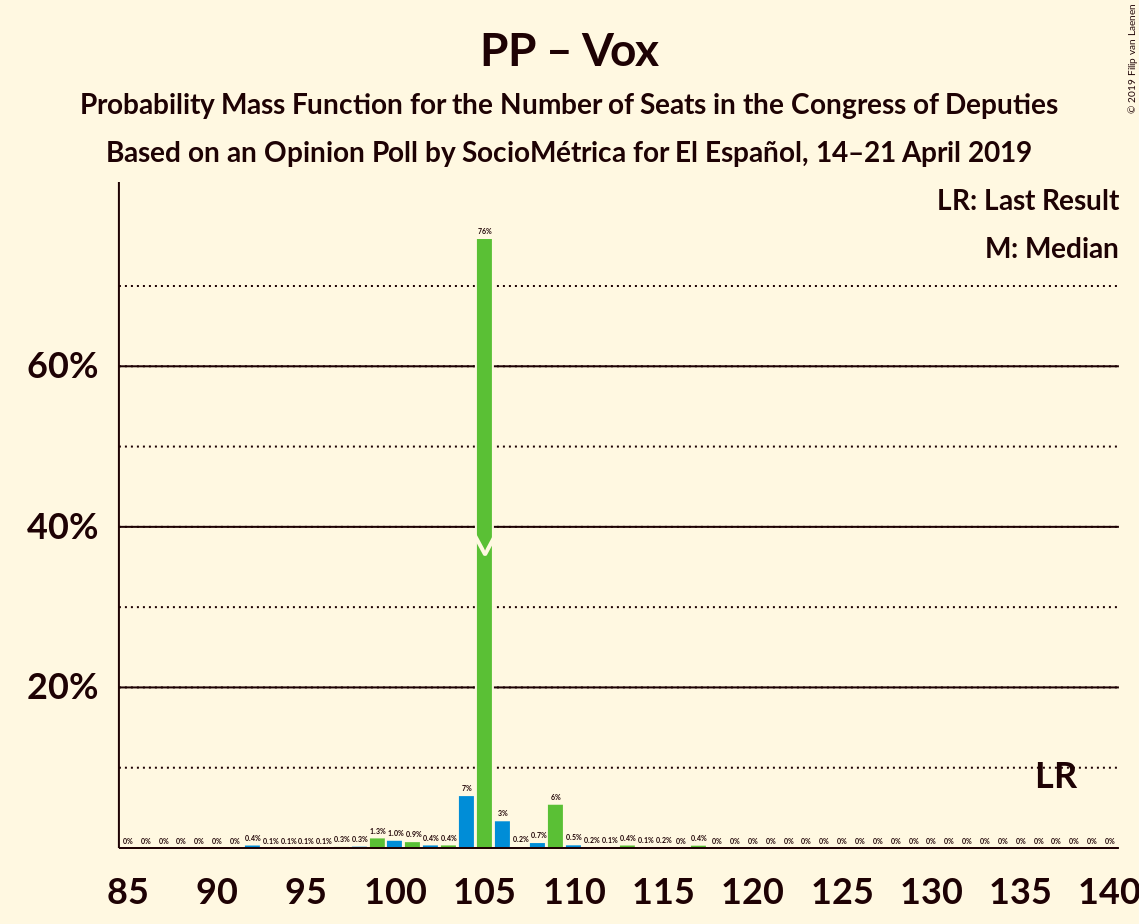 PP – Vox
Probability Mass Function for the Number of Seats in the Congress of Deputies
Based on an Opinion Poll by SocioMétrica for El Español, 14–21 April 2019
© 2019 Filip van Laenen
LR: Last Result
M: Median
76%
60%
40%
20%
LR
0% 0% 0% 0% 0% 0% 0% 0.4% 0.1% 0.1% 0.1% 0.1% 0.3% 0.3% 1.3% 1.0% 0.9% 0.4% 0.4% 7% 3% 0.2% 0.7% 6% 0.5% 0.2% 0.1% 0.4% 0.1% 0.2% 0% 0.4% 0% 0% 0% 0% 0% 0% 0% 0% 0% 0% 0% 0% 0% 0% 0% 0% 0% 0% 0% 0% 0% 0% 0%
85 90 95 100 105 110 115 120 125 130 135 140